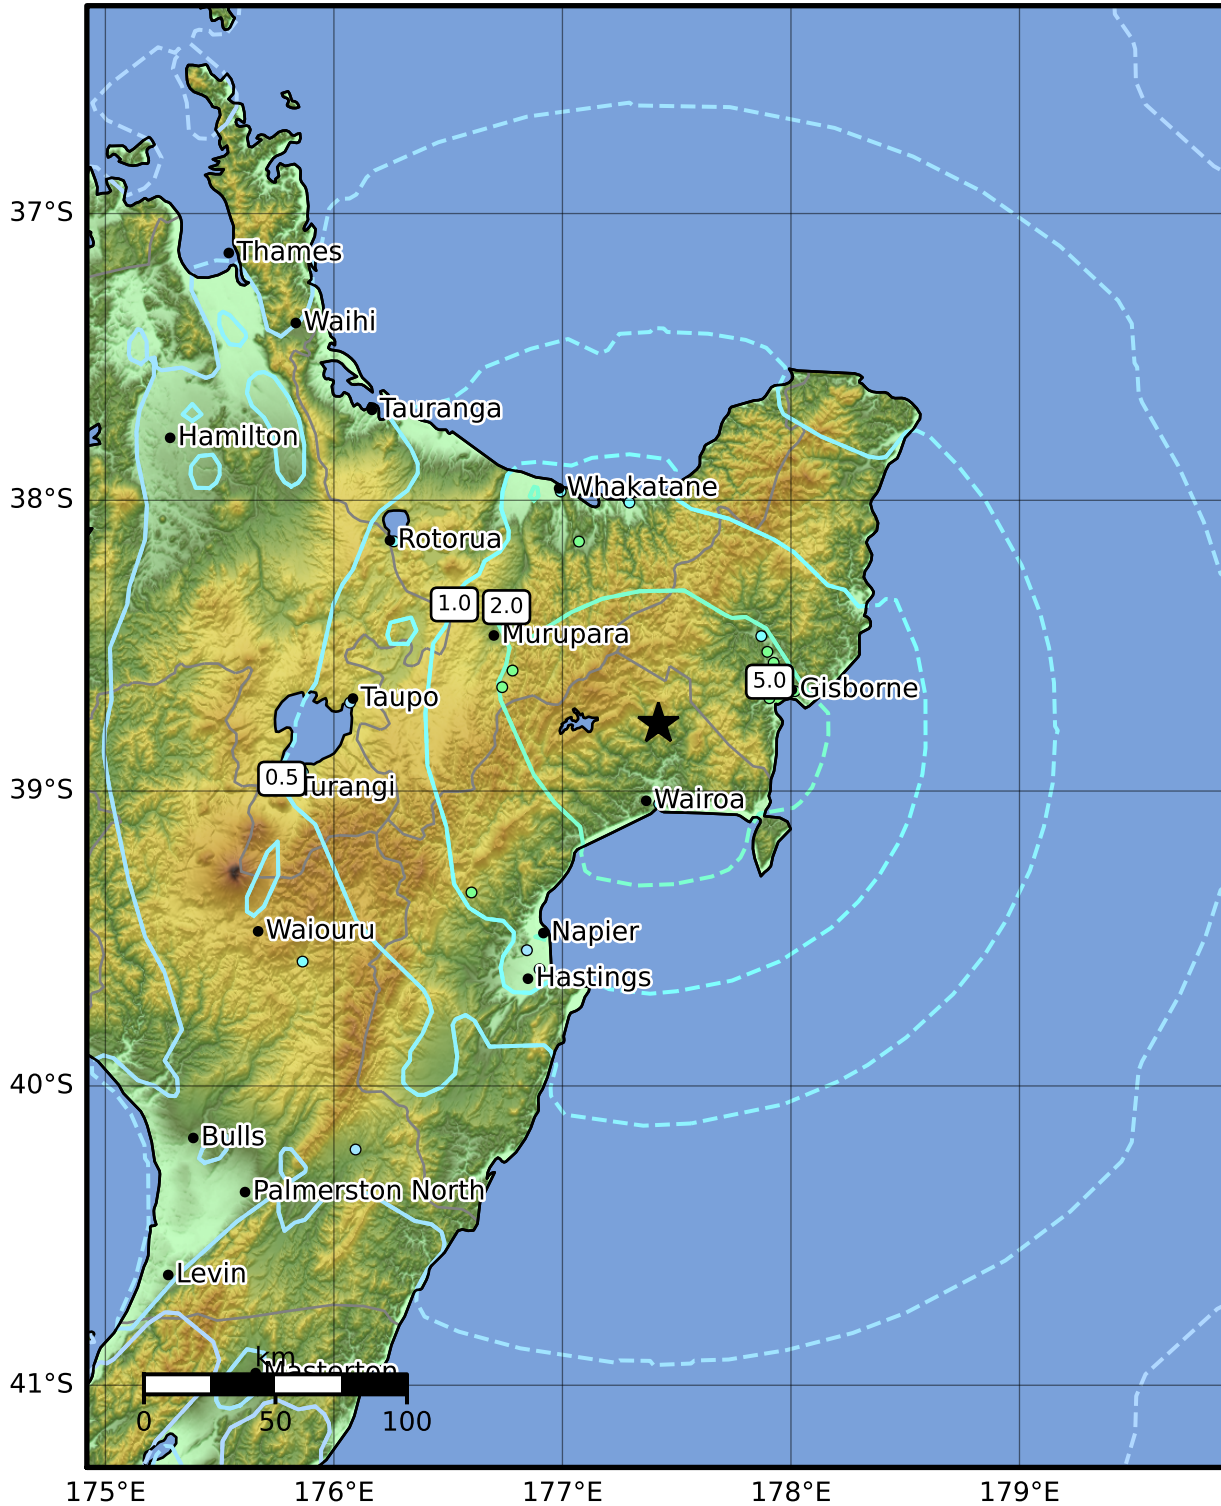 37°S
Thames
Waihi
Tauranga
Hamilton
Whakatane
38°S
Rotorua
1.0
2.0
Murupara
5.0
Gisborne
Taupo
0.5
Turangi
39°S
Wairoa
Waiouru
Napier
Hastings
40°S
Bulls
Palmerston North
Levin
km
Masterton
41°S
0
50
100
175°E
176°E
177°E
178°E
179°E